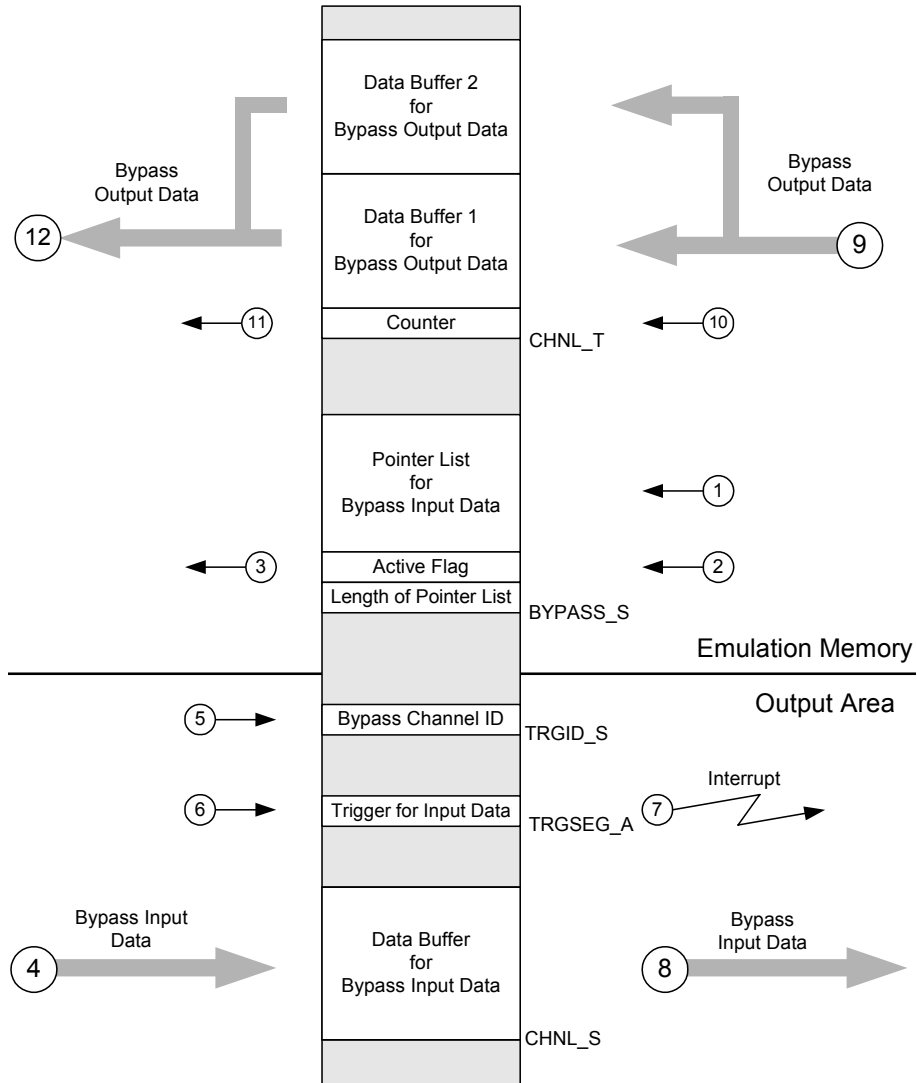 Data Buffer 2
for
Bypass Output Data
Bypass
Output Data
Bypass
Output Data
Data Buffer 1
for
Bypass Output Data
12
9
11
Counter
10
CHNL_T
Pointer List
for
Bypass Input Data
1
3
Active Flag
2
Length of Pointer List
BYPASS_S
Emulation Memory
Output Area
5
Bypass Channel ID
TRGID_S
Interrupt
6
Trigger for Input Data
7
TRGSEG_A
Bypass Input
Data
Bypass
Input Data
Data Buffer
for
Bypass Input Data
4
8
CHNL_S